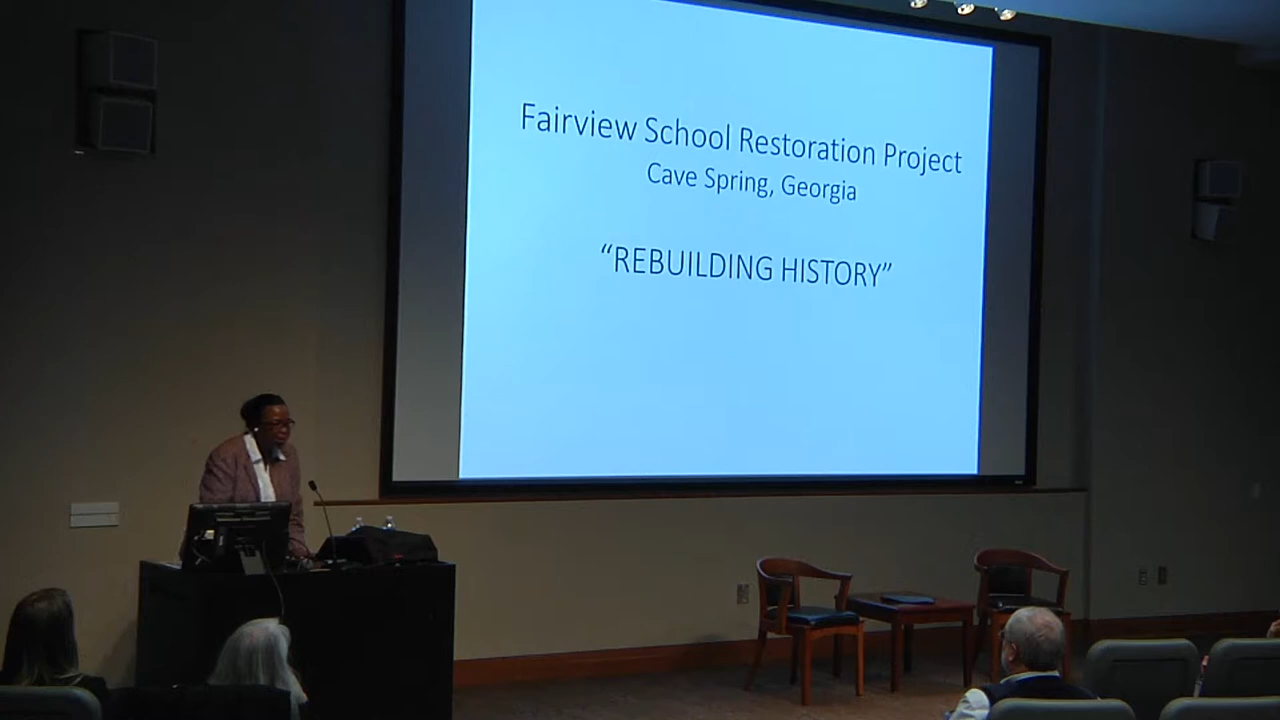 Fairview School Restoration Project
Cave Spring, Georgia
“REBUILDING HISTORY”